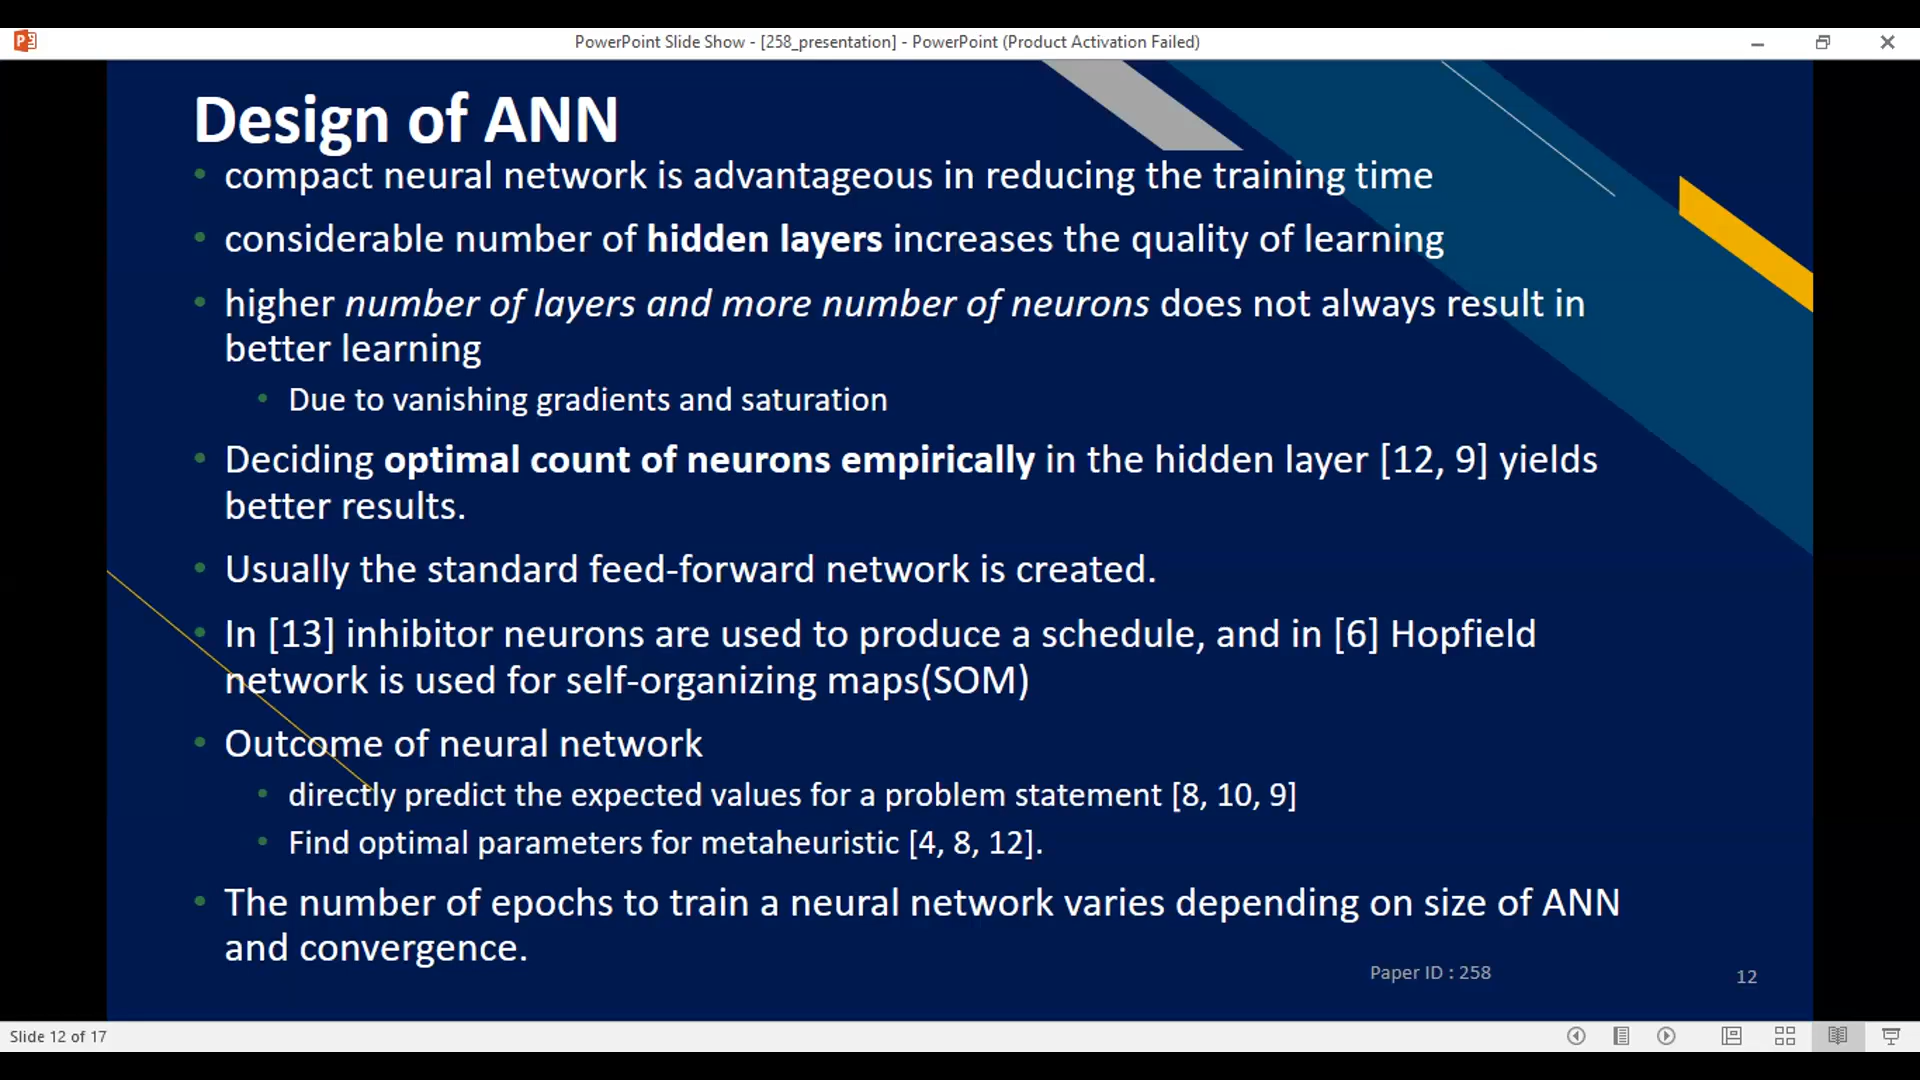 PowerPoint Slide Show - [258_presentation] - PowerPoint (Product Activation Failed)
Design of ANN
• compact neural network is advantageous in reducing the training time
• considerable number of hidden layers increases the quality of learning
• higher number of layers and more number of neurons does not always result in
better learning
• Due to vanishing gradients and saturation
• Deciding optimal count of neurons empirically in the hidden layer [12, 9] yields
better results.
• Usually the standard feed-forward network is created.
• In [13] inhibitor neurons are used to produce a schedule, and in [6] Hopfield
network is used for self-organizing maps(SOM)
• Outcome of neural network
• directly predict the expected values for a problem statement [8, 10, 9]
• Find optimal parameters for metaheuristic [4, 8, 12].
• The number of epochs to train a neural network varies depending on size of ANN
and convergence.
Paper ID : 258
12
Slide 12 of 17